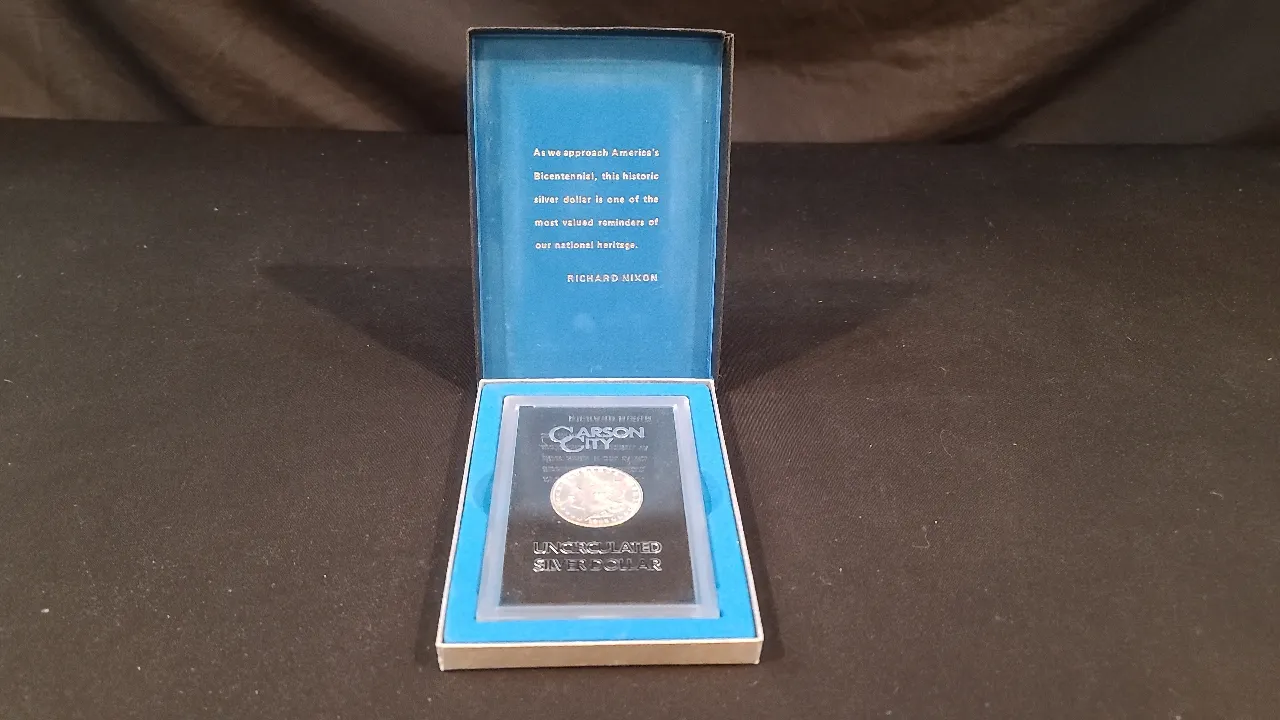 As we approach America's
Bicentennial, this historic
silver dollar is one of the
most valued reminders of
our national heritage.
RICHARD NIXON
CARSON
CITY
UNCIRCULATED
SILVER DOLLAR